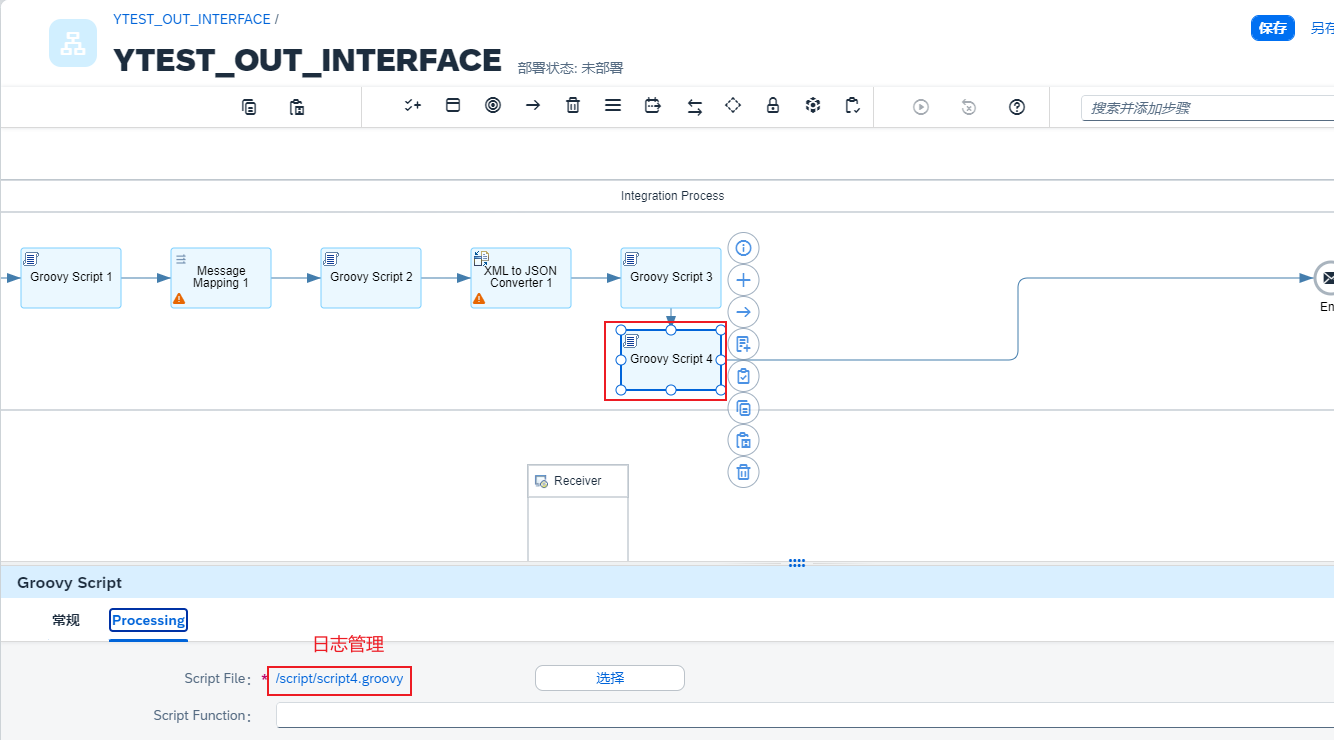 YTEST_OUT_INTERFACE /
保存
另存
YTEST_OUT_INTERFACE
部署状态: 未部署
搜索并添加步骤
Integration Process
Groovy Script 1
Message
Mapping 1
Groovy Script 2
XML to JSON
Converter 1
Groovy Script 3
En
Groovy Script 4
Receiver
Groovy Script
常规
Processing
日志管理
Script File: * /script/script4.groovy
选择
Script Function: